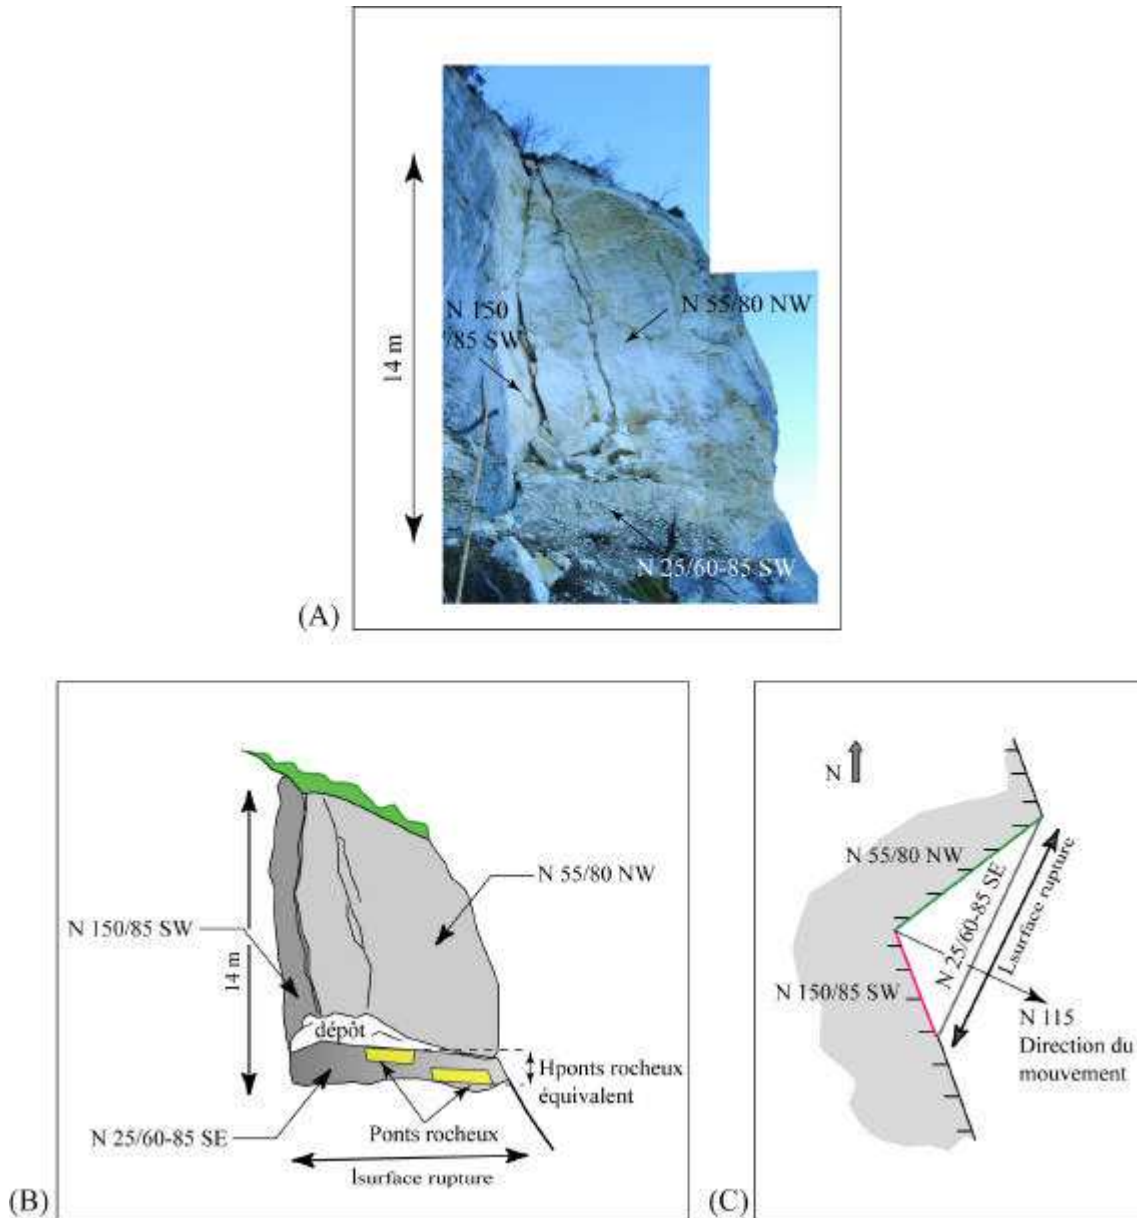 14 m
N 150
/85 SW
N 55/80 NW
N 25/60-85 SW
(A)
N 55/80 NW
N 150/85 SW
14 m
dépôt
Hponts rocheux
équivalent
N 25/60-85 SE
Ponts rocheux
lsurface rupture
(B)
N
N 55/80 NW
N 25/60-85 SE
Lsurface rupture
N 150/85 SW
N 115
Direction du
mouvement
(C)